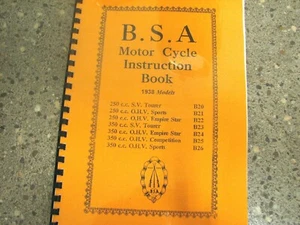 B.S.A
Motor Cycle
Instruction
Book
1938 Models
250 c.c. S.V. Tourer B20
250 c.c. O.H.V. Sports B21
250 c.c. O.H.V. Empire Star B22
350 c.c. S.V. Tourer B23
350 c.c. O.H.V. Empire Star B24
350 c.c. O.H.V. Competition B25
350 c.c. O.H.V. Sports B26
B.S.A.